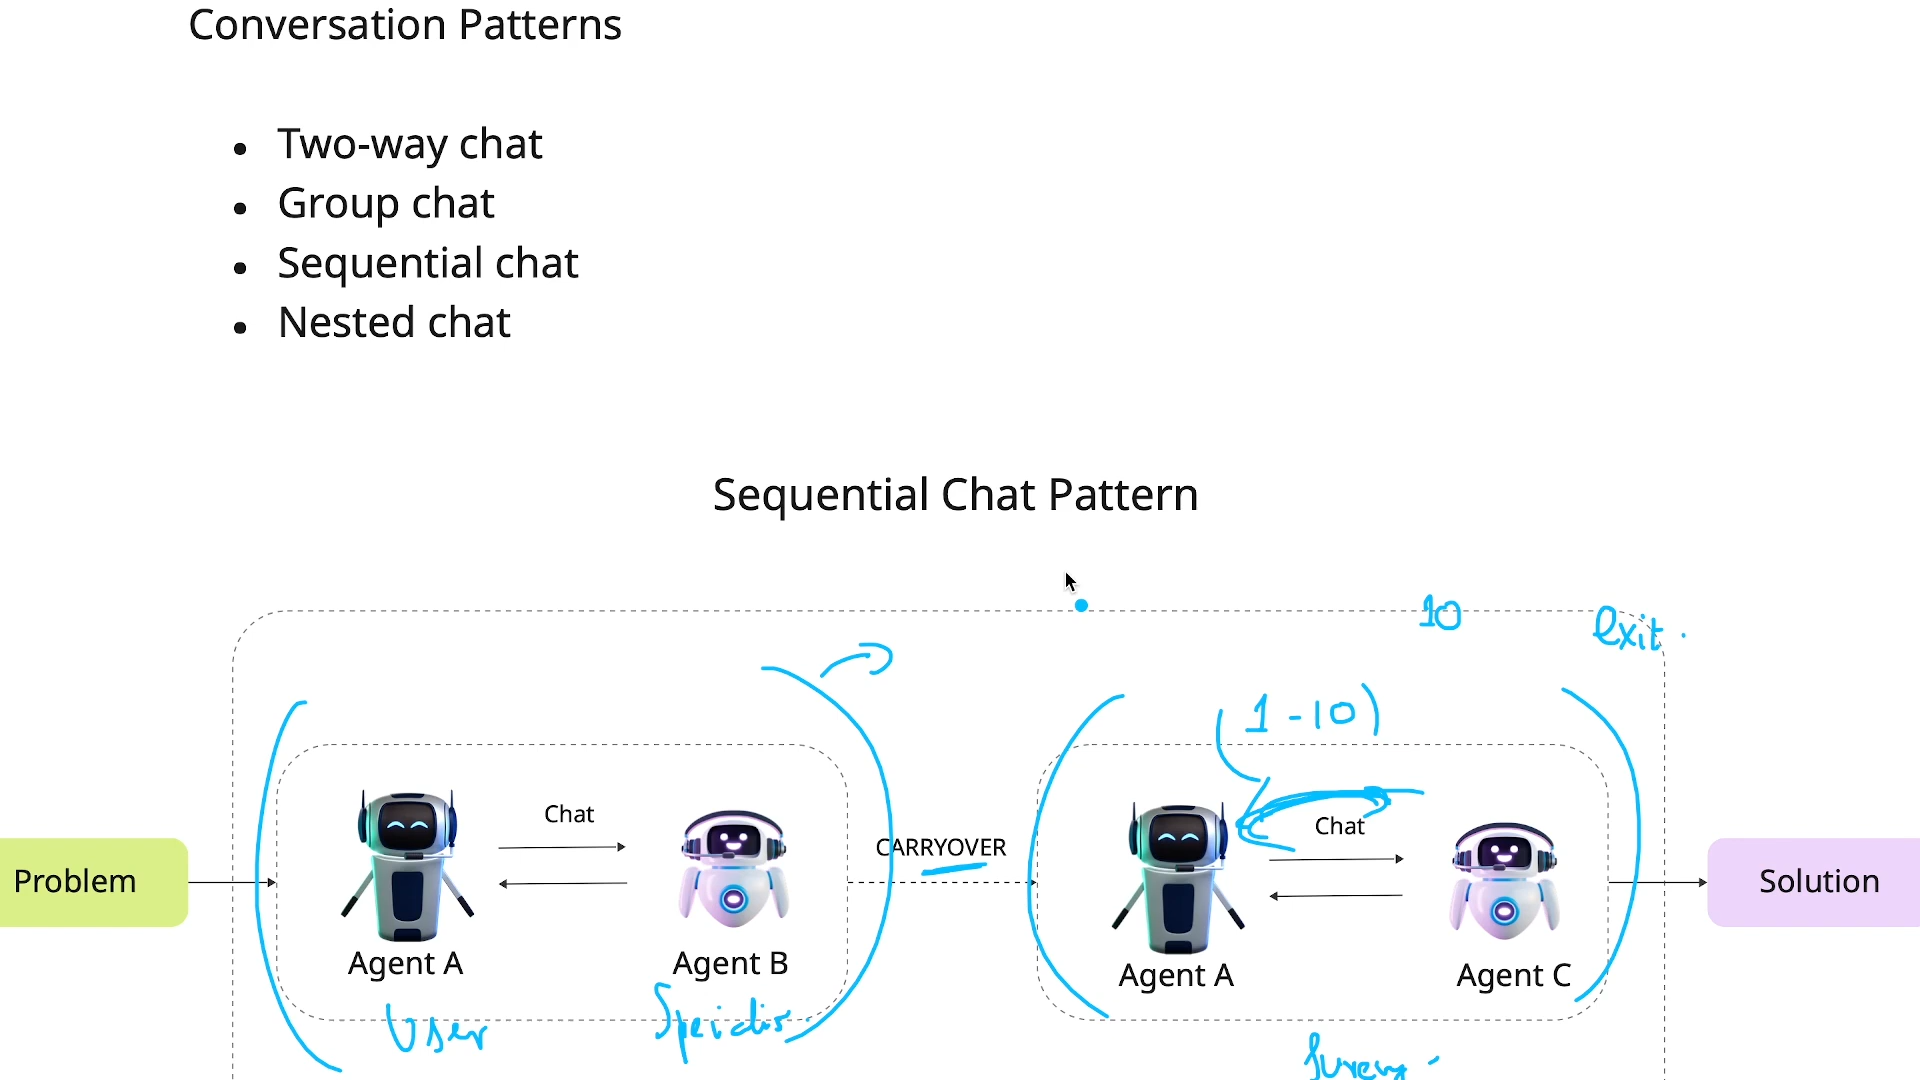 Conversation Patterns
• Two-way chat
• Group chat
• Sequential chat
• Nested chat
Sequential Chat Pattern
10
exit.
(1-10)
Chat
Chat
CARRYOVER
Problem
Solution
Agent A
Agent B
Agent A
Agent C
User